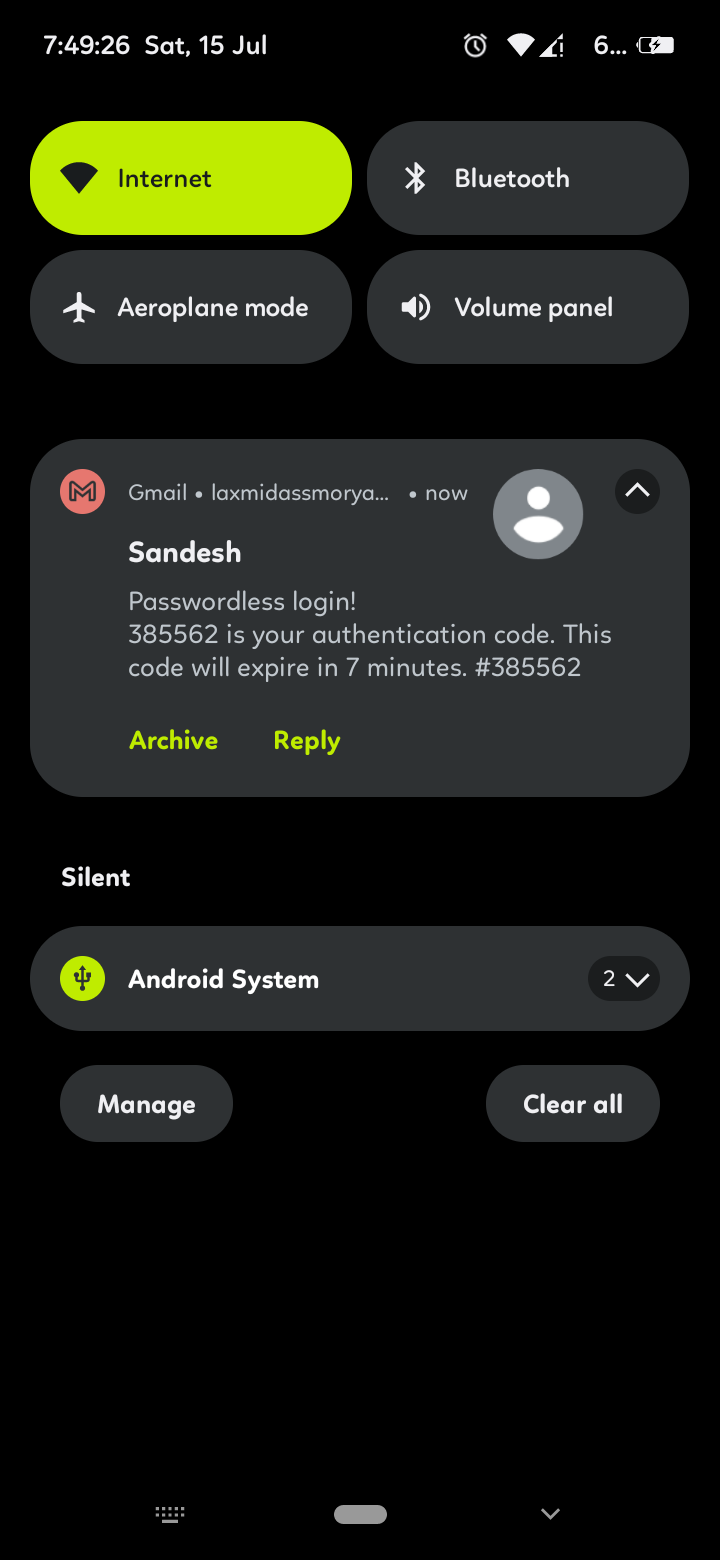 7:49:26 Sat, 15 Jul 6...
Internet
Bluetooth
Aeroplane mode
Volume panel
Gmail • laxmidassmorya... • now
Sandesh
Passwordless login!
385562 is your authentication code. This
code will expire in 7 minutes. #385562
Archive Reply
Silent
Android System 2
Manage Clear all